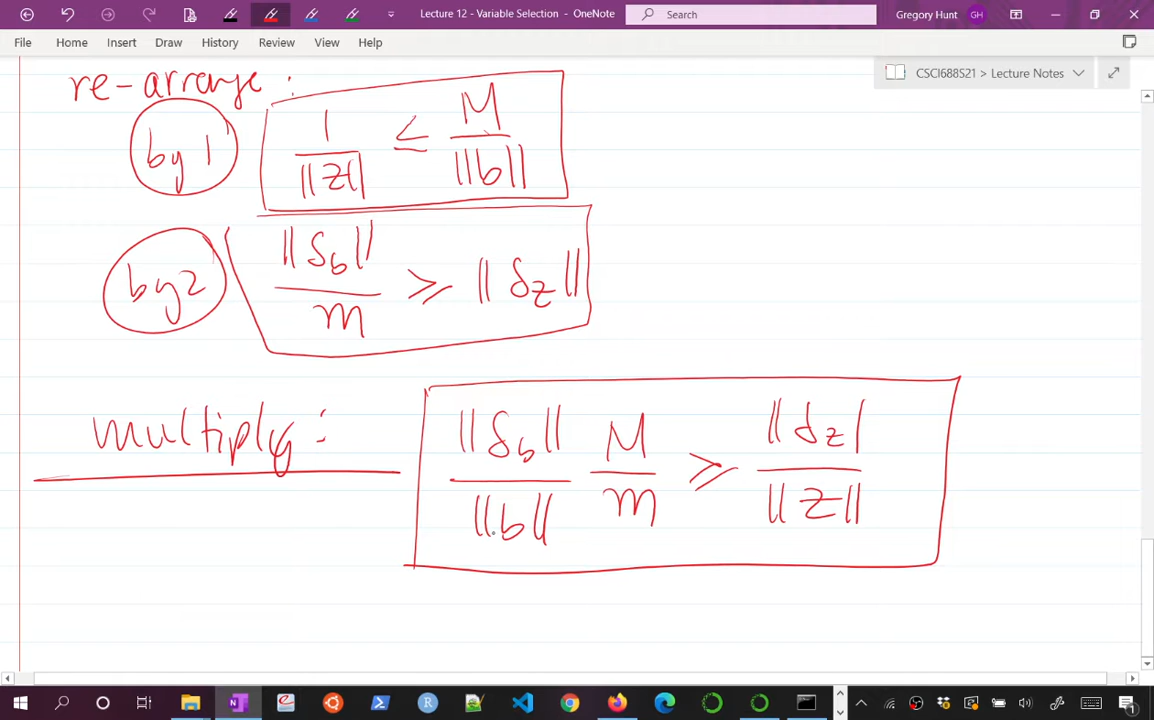 Lecture 12 - Variable Selection - OneNote
Search
Gregory Hunt
GH
File Home Insert Draw History Review View Help
CSCI688S21 > Lecture Notes
re-arrange:
by 1 1/||z|| ≤ M/||b||
by 2 ||δb||/m ≥ ||δz||
multiply: ||δb||/||b|| M/m ≥ ||δz||/||z||